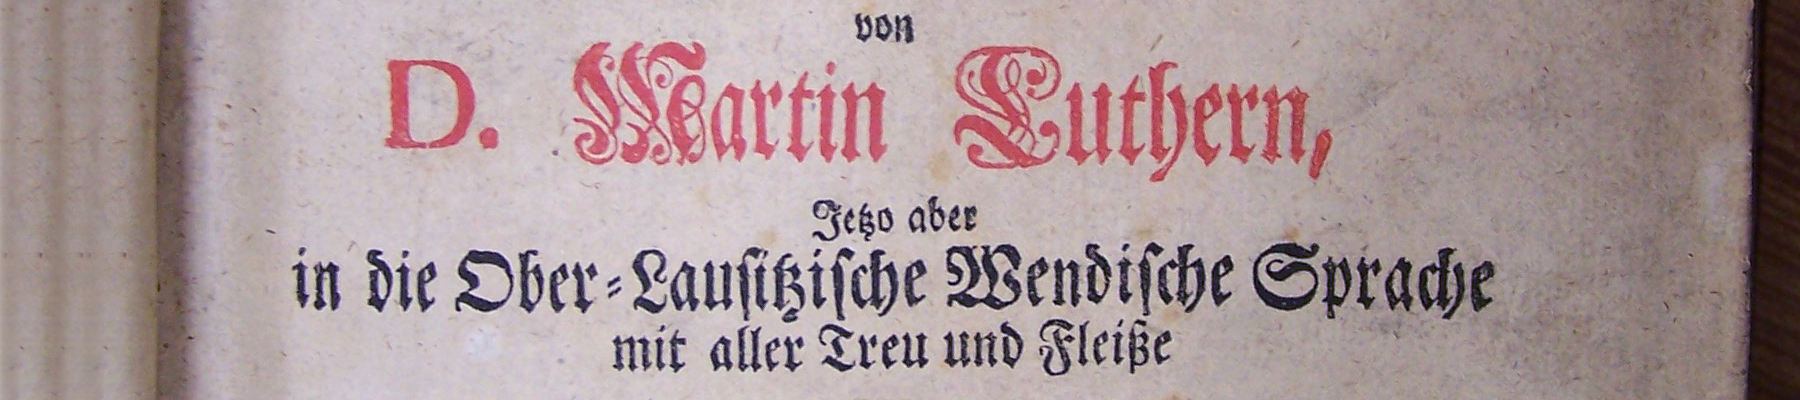 von
D. Martin Luthern,
Jetzo aber
in die Ober-Lausitzische Wendische Sprache
mit aller Treu und Fleiße